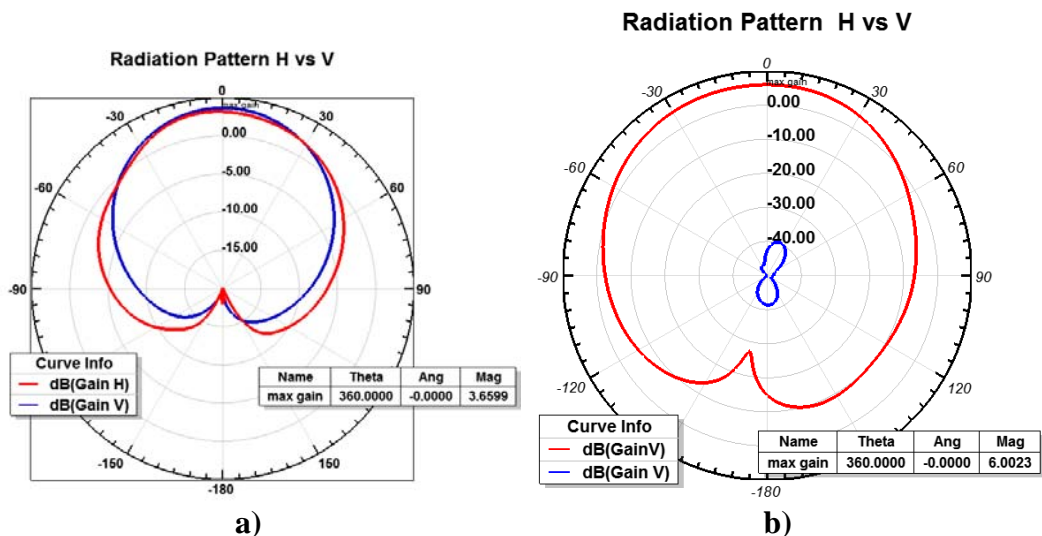 Radiation Pattern H vs V
0
max gain
-30
30
0.00
-5.00
-60
60
-10.00
-15.00
-90
90
Curve Info
dB(Gain H)
dB(Gain V)
Name Theta Ang Mag
max gain 360.0000 -0.0000 3.6599
-150
150
-180
a)
Radiation Pattern H vs V
0
max gain
-30
30
0.00
-10.00
-60
60
-20.00
-30.00
-40.00
-90
90
-120
120
Curve Info
dB(GainV)
dB(Gain V)
Name Theta Ang Mag
max gain 360.0000 -0.0000 6.0023
-180
b)